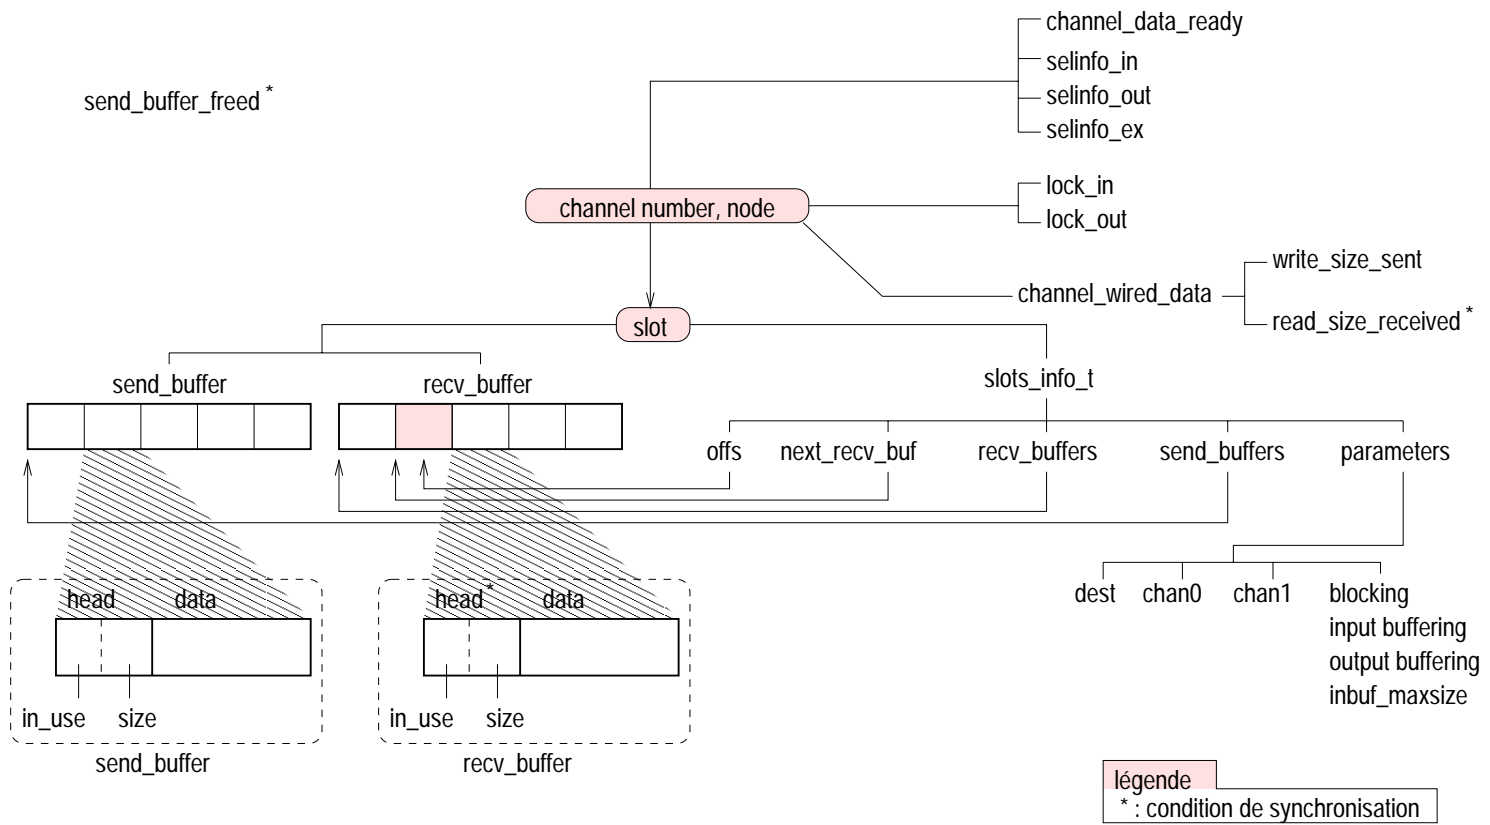 channel_data_ready
selinfo_in
selinfo_out
selinfo_ex
send_buffer_freed *
lock_in
lock_out
channel number, node
write_size_sent
channel_wired_data
read_size_received *
slot
send_buffer
recv_buffer
slots_info_t
offs
next_recv_buf
recv_buffers
send_buffers
parameters
head
data
head *
data
dest
chan0
chan1
blocking
input buffering
output buffering
inbuf_maxsize
in_use
size
in_use
size
send_buffer
recv_buffer
légende
* : condition de synchronisation